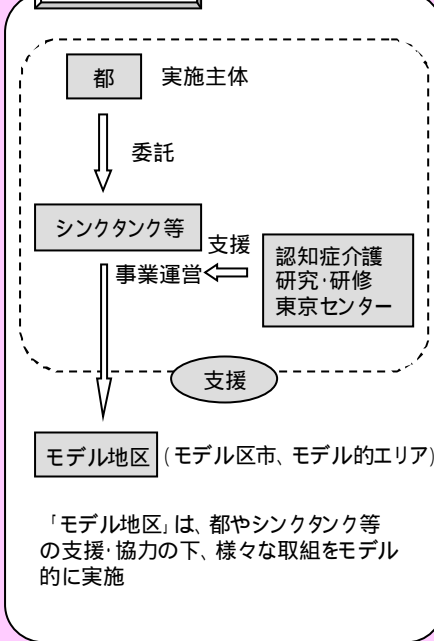 都 実施主体
委託
シンクタンク等
支援
事業運営
認知症介護
研究・研修
東京センター
支援
モデル地区 (モデル区市、モデル的エリア)
「モデル地区」は、都やシンクタンク等
の支援・協力の下、様々な取組をモデル
的に実施